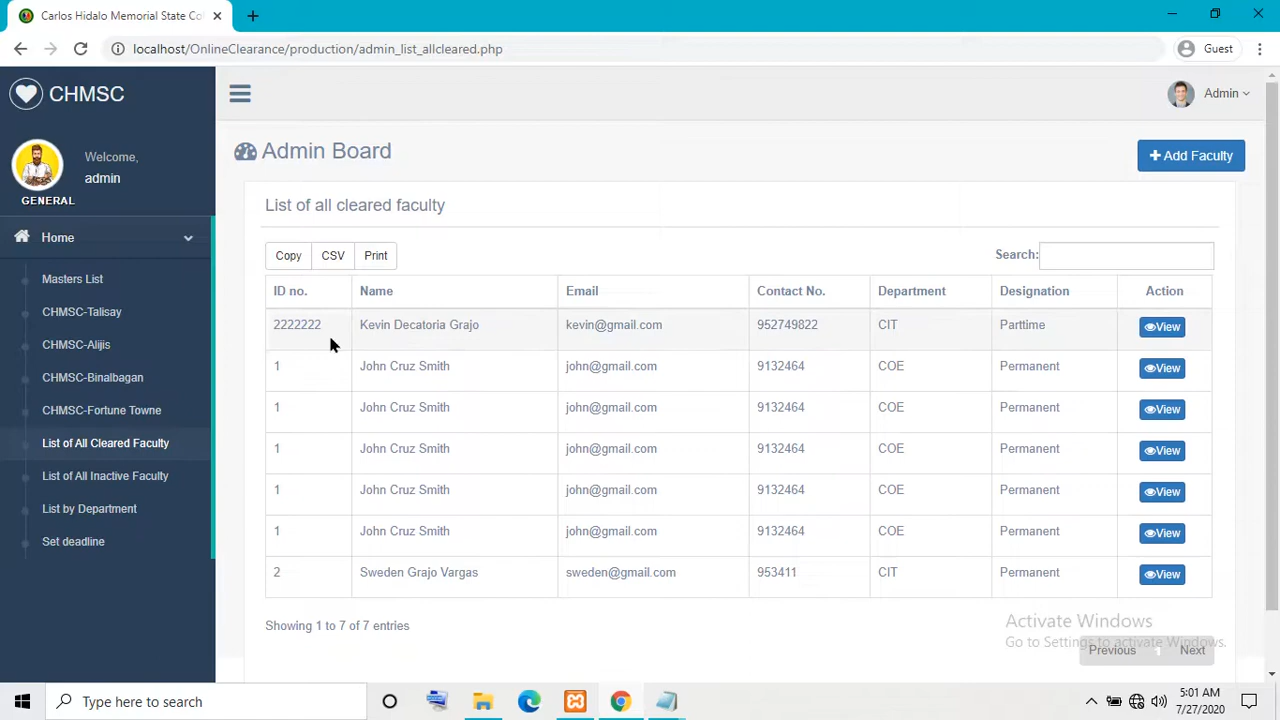 Carlos Hidalo Memorial State Co
localhost/OnlineClearance/production/admin_list_allcleared.php
Guest
CHMSC
Admin
Welcome,
admin
GENERAL
Admin Board
+ Add Faculty
Home
List of all cleared faculty
Copy CSV Print
Search:
Masters List
CHMSC-Talisay
CHMSC-Alijis
CHMSC-Binalbagan
CHMSC-Fortune Towne
List of All Cleared Faculty
List of All Inactive Faculty
List by Department
Set deadline
ID no. Name Email Contact No. Department Designation Action
2222222 Kevin Decatoria Grajo kevin@gmail.com 952749822 CIT Parttime View
1 John Cruz Smith john@gmail.com 9132464 COE Permanent View
1 John Cruz Smith john@gmail.com 9132464 COE Permanent View
1 John Cruz Smith john@gmail.com 9132464 COE Permanent View
1 John Cruz Smith john@gmail.com 9132464 COE Permanent View
1 John Cruz Smith john@gmail.com 9132464 COE Permanent View
2 Sweden Grajo Vargas sweden@gmail.com 953411 CIT Permanent View
Showing 1 to 7 of 7 entries
Activate Windows
Go to Settings to activate Windows.
Previous 1 Next
Type here to search
5:01 AM
7/27/2020